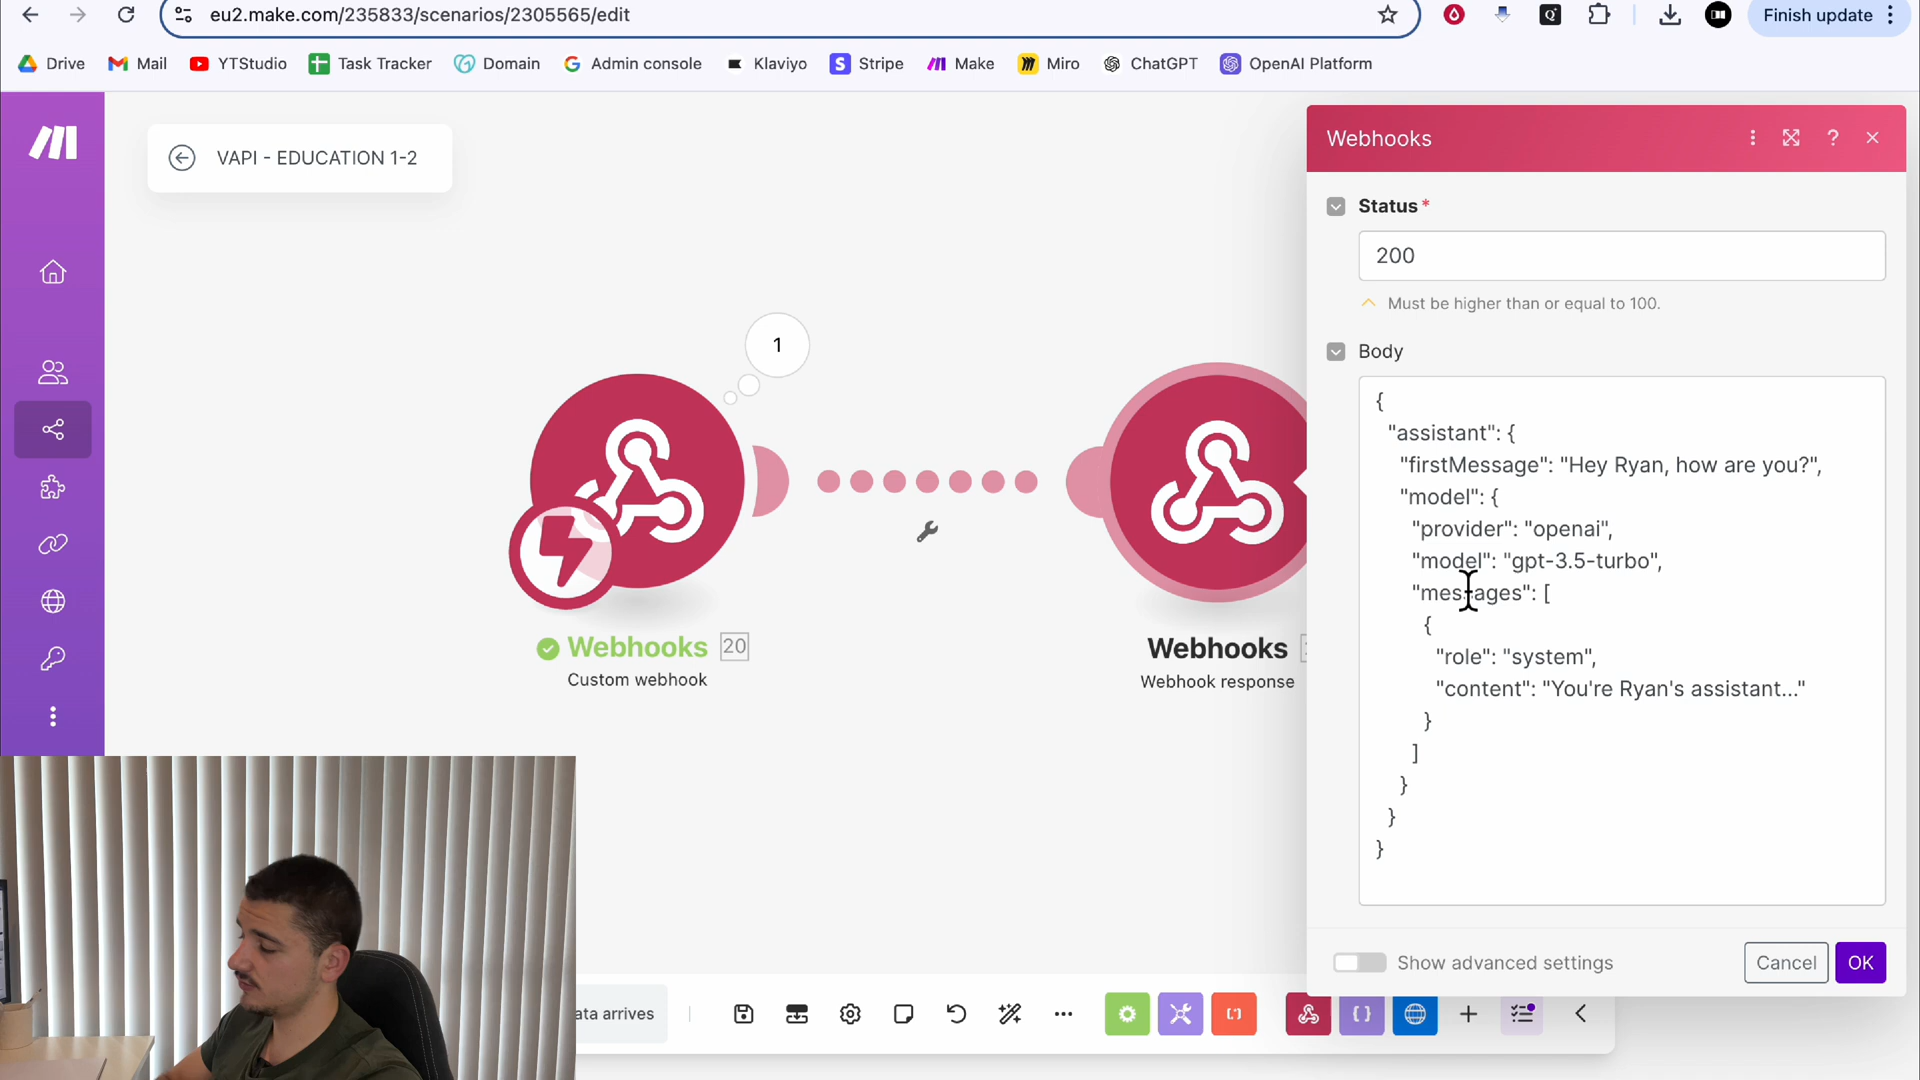 eu2.make.com/235833/scenarios/2305565/edit
Finish update
Drive
Mail
YTStudio
Task Tracker
Domain
Admin console
Klaviyo
Stripe
Make
Miro
ChatGPT
OpenAI Platform
VAPI - EDUCATION 1-2
1
Webhooks 20
Custom webhook
Webhooks
Webhook response
Webhooks
Status *
200
Must be higher than or equal to 100.
Body
{
"assistant": {
"firstMessage": "Hey Ryan, how are you?",
"model": {
"provider": "openai",
"model": "gpt-3.5-turbo",
"messages": [
{
"role": "system",
"content": "You're Ryan's assistant..."
}
]
}
}
}
Show advanced settings
Cancel
OK
ata arrives